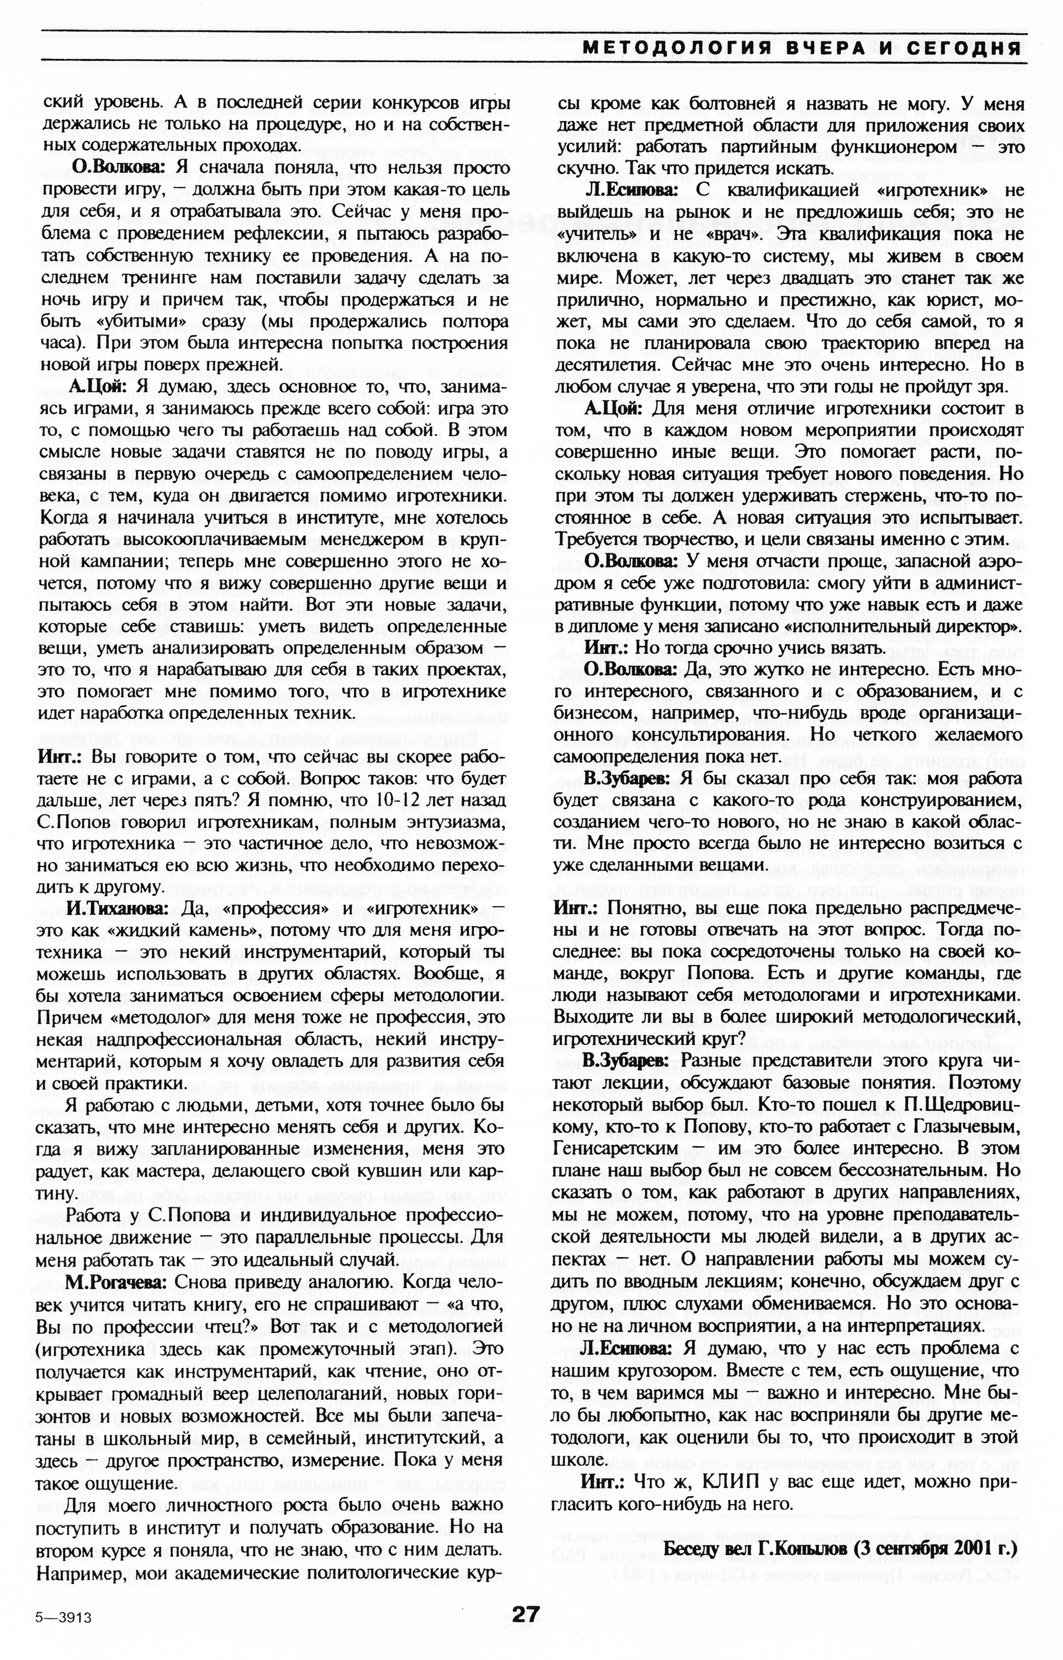 МЕТОДОЛОГИЯ ВЧЕРА И СЕГОДНЯ
ский уровень. А в последней серии конкурсов игры
держались не только на процедуре, но и на собствен-
ных содержательных проходах.
О.Волкова: Я сначала поняла, что нельзя просто
провести игру, — должна быть при этом какая-то цель
для себя, и я отрабатывала это. Сейчас у меня про-
блема с проведением рефлексии, я пытаюсь разрабо-
тать собственную технику ее проведения. А на по-
следнем тренинге нам поставили задачу сделать за
ночь игру и причем так, чтобы продержаться и не
быть «убитыми» сразу (мы продержались полтора
часа). При этом была интересна попытка построения
новой игры поверх прежней.
А.Цой: Я думаю, здесь основное то, что, занима-
ясь играми, я занимаюсь прежде всего собой: игра это
то, с помощью чего ты работаешь над собой. В этом
смысле новые задачи ставятся не по поводу игры, а
связаны в первую очередь с самоопределением чело-
века, с тем, куда он двигается помимо игротехники.
Когда я начинала учиться в институте, мне хотелось
работать высокооплачиваемым менеджером в круп-
ной кампании; теперь мне совершенно этого не хо-
чется, потому что я вижу совершенно другие вещи и
пытаюсь себя в этом найти. Вот эти новые задачи,
которые себе ставишь: уметь видеть определенные
вещи, уметь анализировать определенным образом —
это то, что я нарабатываю для себя в таких проектах,
это помогает мне помимо того, что в игротехнике
идет наработка определенных техник.
Инт.: Вы говорите о том, что сейчас вы скорее рабо-
таете не с играми, а с собой. Вопрос таков: что будет
дальше, лет через пять? Я помню, что 10-12 лет назад
С.Попов говорил игротехникам, полным энтузиазма,
что игротехника — это частичное дело, что невозмож-
но заниматься ею всю жизнь, что необходимо перехо-
дить к другому.
И.Тиханова: Да, «профессия» и «игротехник» —
это как «жидкий камень», потому что для меня игро-
техника — это некий инструментарий, который ты
можешь использовать в других областях. Вообще, я
бы хотела заниматься освоением сферы методологии.
Причем «методолог» для меня тоже не профессия, это
некая надпрофессиональная область, некий инстру-
ментарий, которым я хочу овладеть для развития себя
и своей практики.
Я работаю с людьми, детьми, хотя точнее было бы
сказать, что мне интересно менять себя и других. Ко-
гда я вижу запланированные изменения, меня это
радует, как мастера, делающего свой кувшин или кар-
тину.
Работа у С.Попова и индивидуальное профессио-
нальное движение — это параллельные процессы. Для
меня работать так — это идеальный случай.
М.Рогачева: Снова приведу аналогию. Когда чело-
век учится читать книгу, его не спрашивают — «а что,
Вы по профессии чтец?» Вот так и с методологией
(игротехника здесь как промежуточный этап). Это
получается как инструментарий, как чтение, оно от-
крывает громадный веер целеполаганий, новых гори-
зонтов и новых возможностей. Все мы были запеча-
таны в школьный мир, в семейный, институтский, а
здесь — другое пространство, измерение. Пока у меня
такое ощущение.
Для моего личностного роста было очень важно
поступить в институт и получать образование. Но на
втором курсе я поняла, что не знаю, что с ним делать.
Например, мои академические политологические кур-
сы кроме как болтовней я назвать не могу. У меня
даже нет предметной области для приложения своих
усилий: работать партийным функционером — это
скучно. Так что придется искать.
Л.Есипова: С квалификацией «игротехник» не
выйдешь на рынок и не предложишь себя; это не
«учитель» и не «врач». Эта квалификация пока не
включена в какую-то систему, мы живем в своем
мире. Может, лет через двадцать это станет так же
прилично, нормально и престижно, как юрист, мо-
жет, мы сами это сделаем. Что до себя самой, то я
пока не планировала свою траекторию вперед на
десятилетия. Сейчас мне это очень интересно. Но в
любом случае я уверена, что эти годы не пройдут зря.
А.Цой: Для меня отличие игротехники состоит в
том, что в каждом новом мероприятии происходят
совершенно иные вещи. Это помогает расти, по-
скольку новая ситуация требует нового поведения. Но
при этом ты должен удерживать стержень, что-то по-
стоянное в себе. А новая ситуация это испытывает.
Требуется творчество, и цели связаны именно с этим.
О.Волкова: У меня отчасти проще, запасной аэро-
дром я себе уже подготовила: смогу уйти в админист-
ративные функции, потому что уже навык есть и даже
в дипломе у меня записано «исполнительный директор».
Инт.: Но тогда срочно учись вязать.
О.Волкова: Да, это жутко не интересно. Есть мно-
го интересного, связанного и с образованием, и с
бизнесом, например, что-нибудь вроде организаци-
онного консультирования. Но четкого желаемого
самоопределения пока нет.
В.Зубарев: Я бы сказал про себя так: моя работа
будет связана с какого-то рода конструированием,
созданием чего-то нового, но не знаю в какой облас-
ти. Мне просто всегда было не интересно возиться с
уже сделанными вещами.
Инт.: Понятно, вы еще пока предельно распредмече-
ны и не готовы отвечать на этот вопрос. Тогда по-
следнее: вы пока сосредоточены только на своей ко-
манде, вокруг Попова. Есть и другие команды, где
люди называют себя методологами и игротехниками.
Выходите ли вы в более широкий методологический,
игротехнический круг?
В.Зубарев: Разные представители этого круга чи-
тают лекции, обсуждают базовые понятия. Поэтому
некоторый выбор был. Кто-то пошел к П.Щедровиц-
кому, кто-то к Попову, кто-то работает с Глазычевым,
Генисаретским — им это более интересно. В этом
плане наш выбор был не совсем бессознательным. Но
сказать о том, как работают в других направлениях,
мы не можем, потому, что на уровне преподаватель-
ской деятельности мы людей видели, а в других ас-
пектах — нет. О направлении работы мы можем су-
дить по вводным лекциям; конечно, обсуждаем друг с
другом, плюс слухами обмениваемся. Но это основа-
но не на личном восприятии, а на интерпретациях.
Л.Есипова: Я думаю, что у нас есть проблема с
нашим кругозором. Вместе с тем, есть ощущение, что
то, в чем варимся мы — важно и интересно. Мне бы-
ло бы любопытно, как нас восприняли бы другие ме-
тодологи, как оценили бы то, что происходит в этой
школе.
Инт.: Что ж, КЛИП у вас еще идет, можно при-
гласить кого-нибудь на него.
Беседу вел Г.Копылов (3 сентября 2001 г.)
5—3913
27